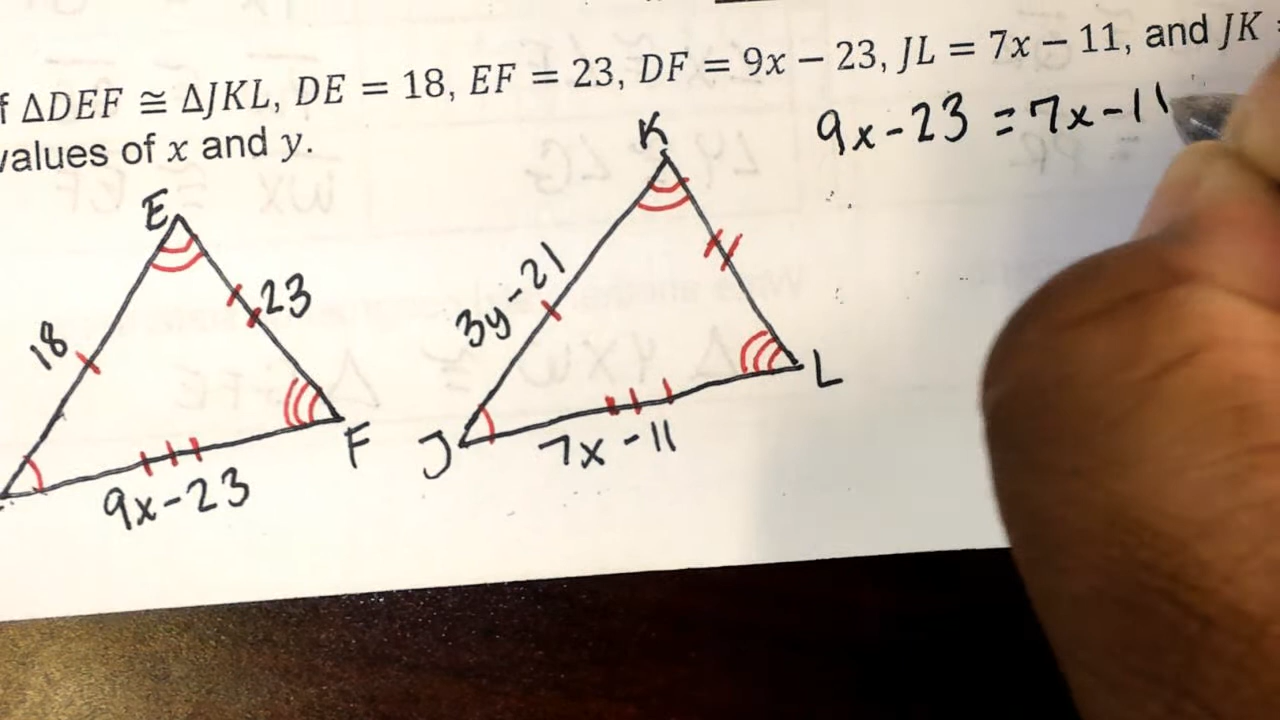 f ΔDEF ≅ ΔJKL, DE = 18, EF = 23, DF = 9x − 23, JL = 7x − 11, and JK
values of x and y.
9x-23 = 7x-11
K
E
23
18
3y-21
L
F
J
7x-11
9x-23